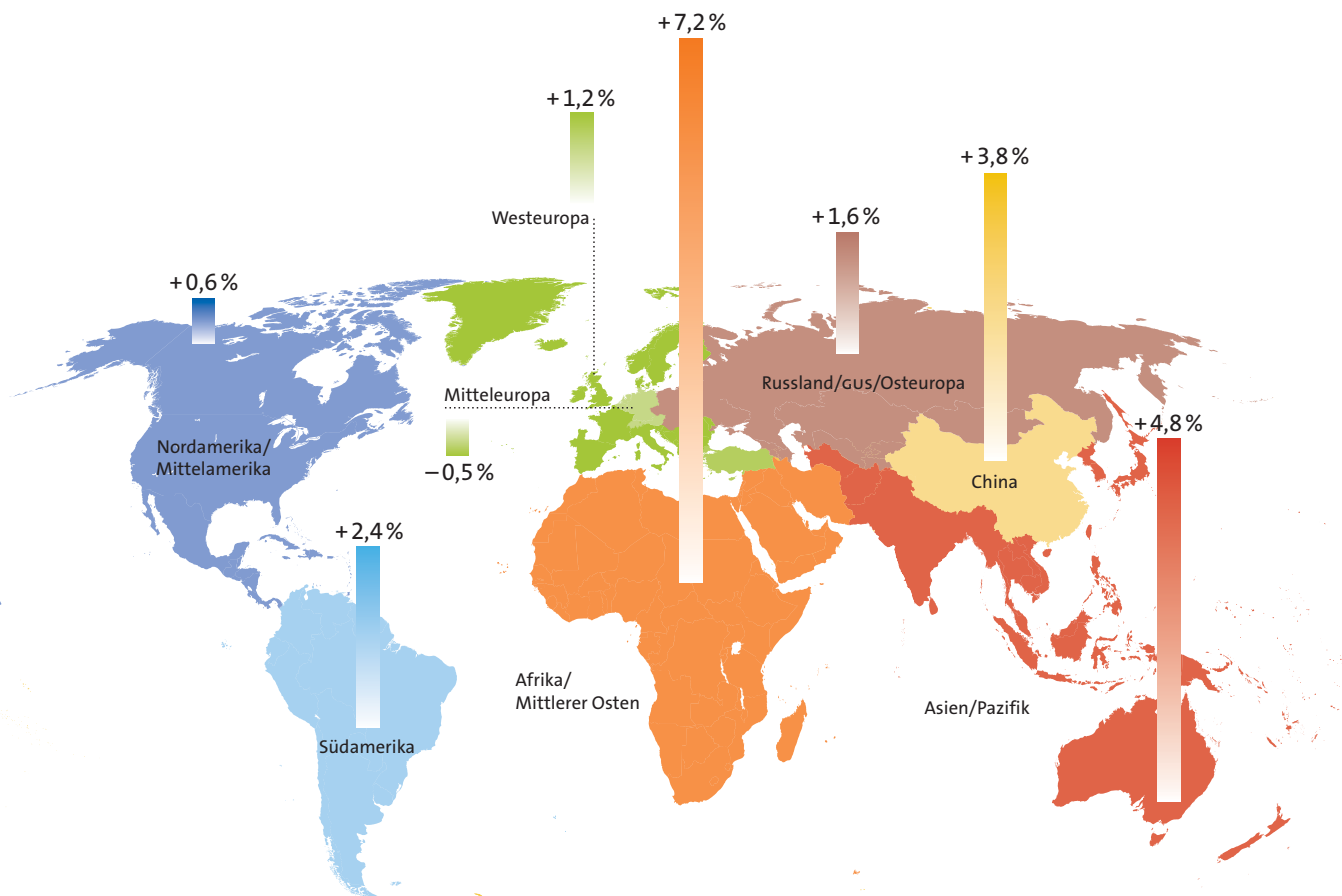 +7,2 %
+1,2 %
Westeuropa
+3,8 %
+1,6 %
Russland/GUS/Osteuropa
+0,6 %
Nordamerika/
Mittelamerika
Mitteleuropa
−0,5 %
China
+4,8 %
Asien/Pazifik
+2,4 %
Südamerika
Afrika/
Mittlerer Osten